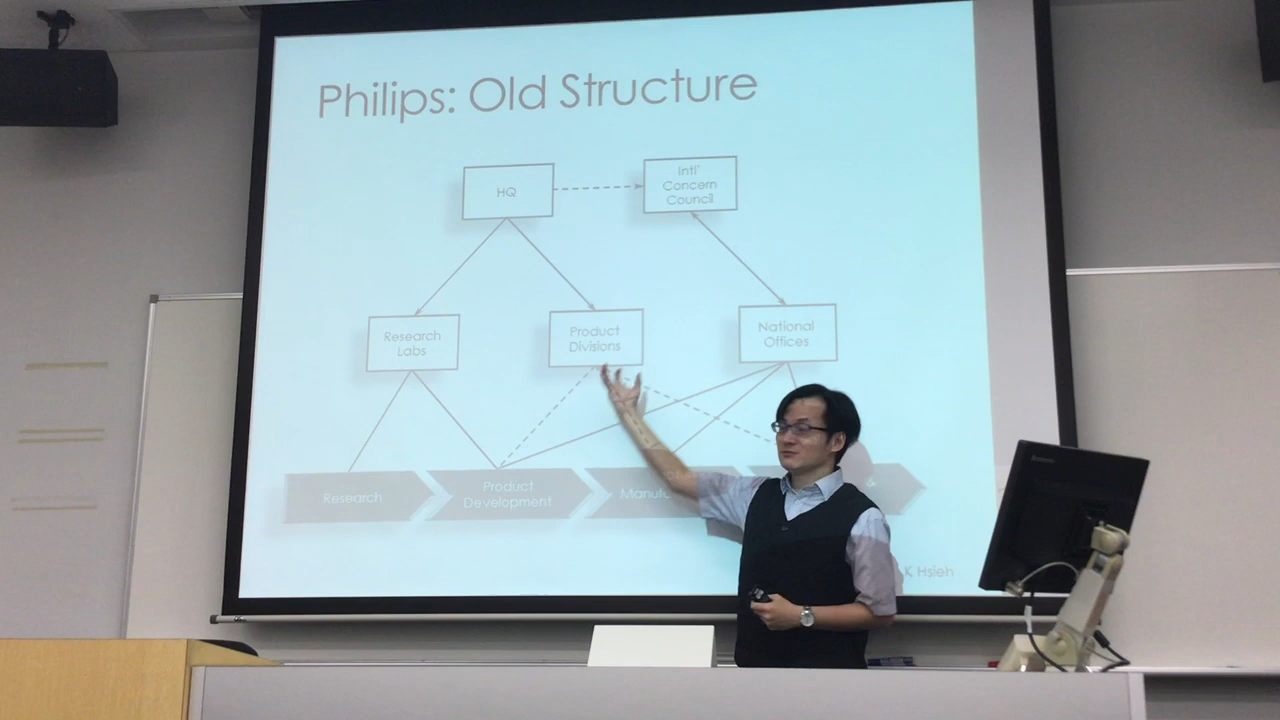 Philips: Old Structure
HQ
Intl'
Concern
Council
Research
Labs
Product
Divisions
National
Offices
Research
Product
Development
Manufa
&
K Hsieh